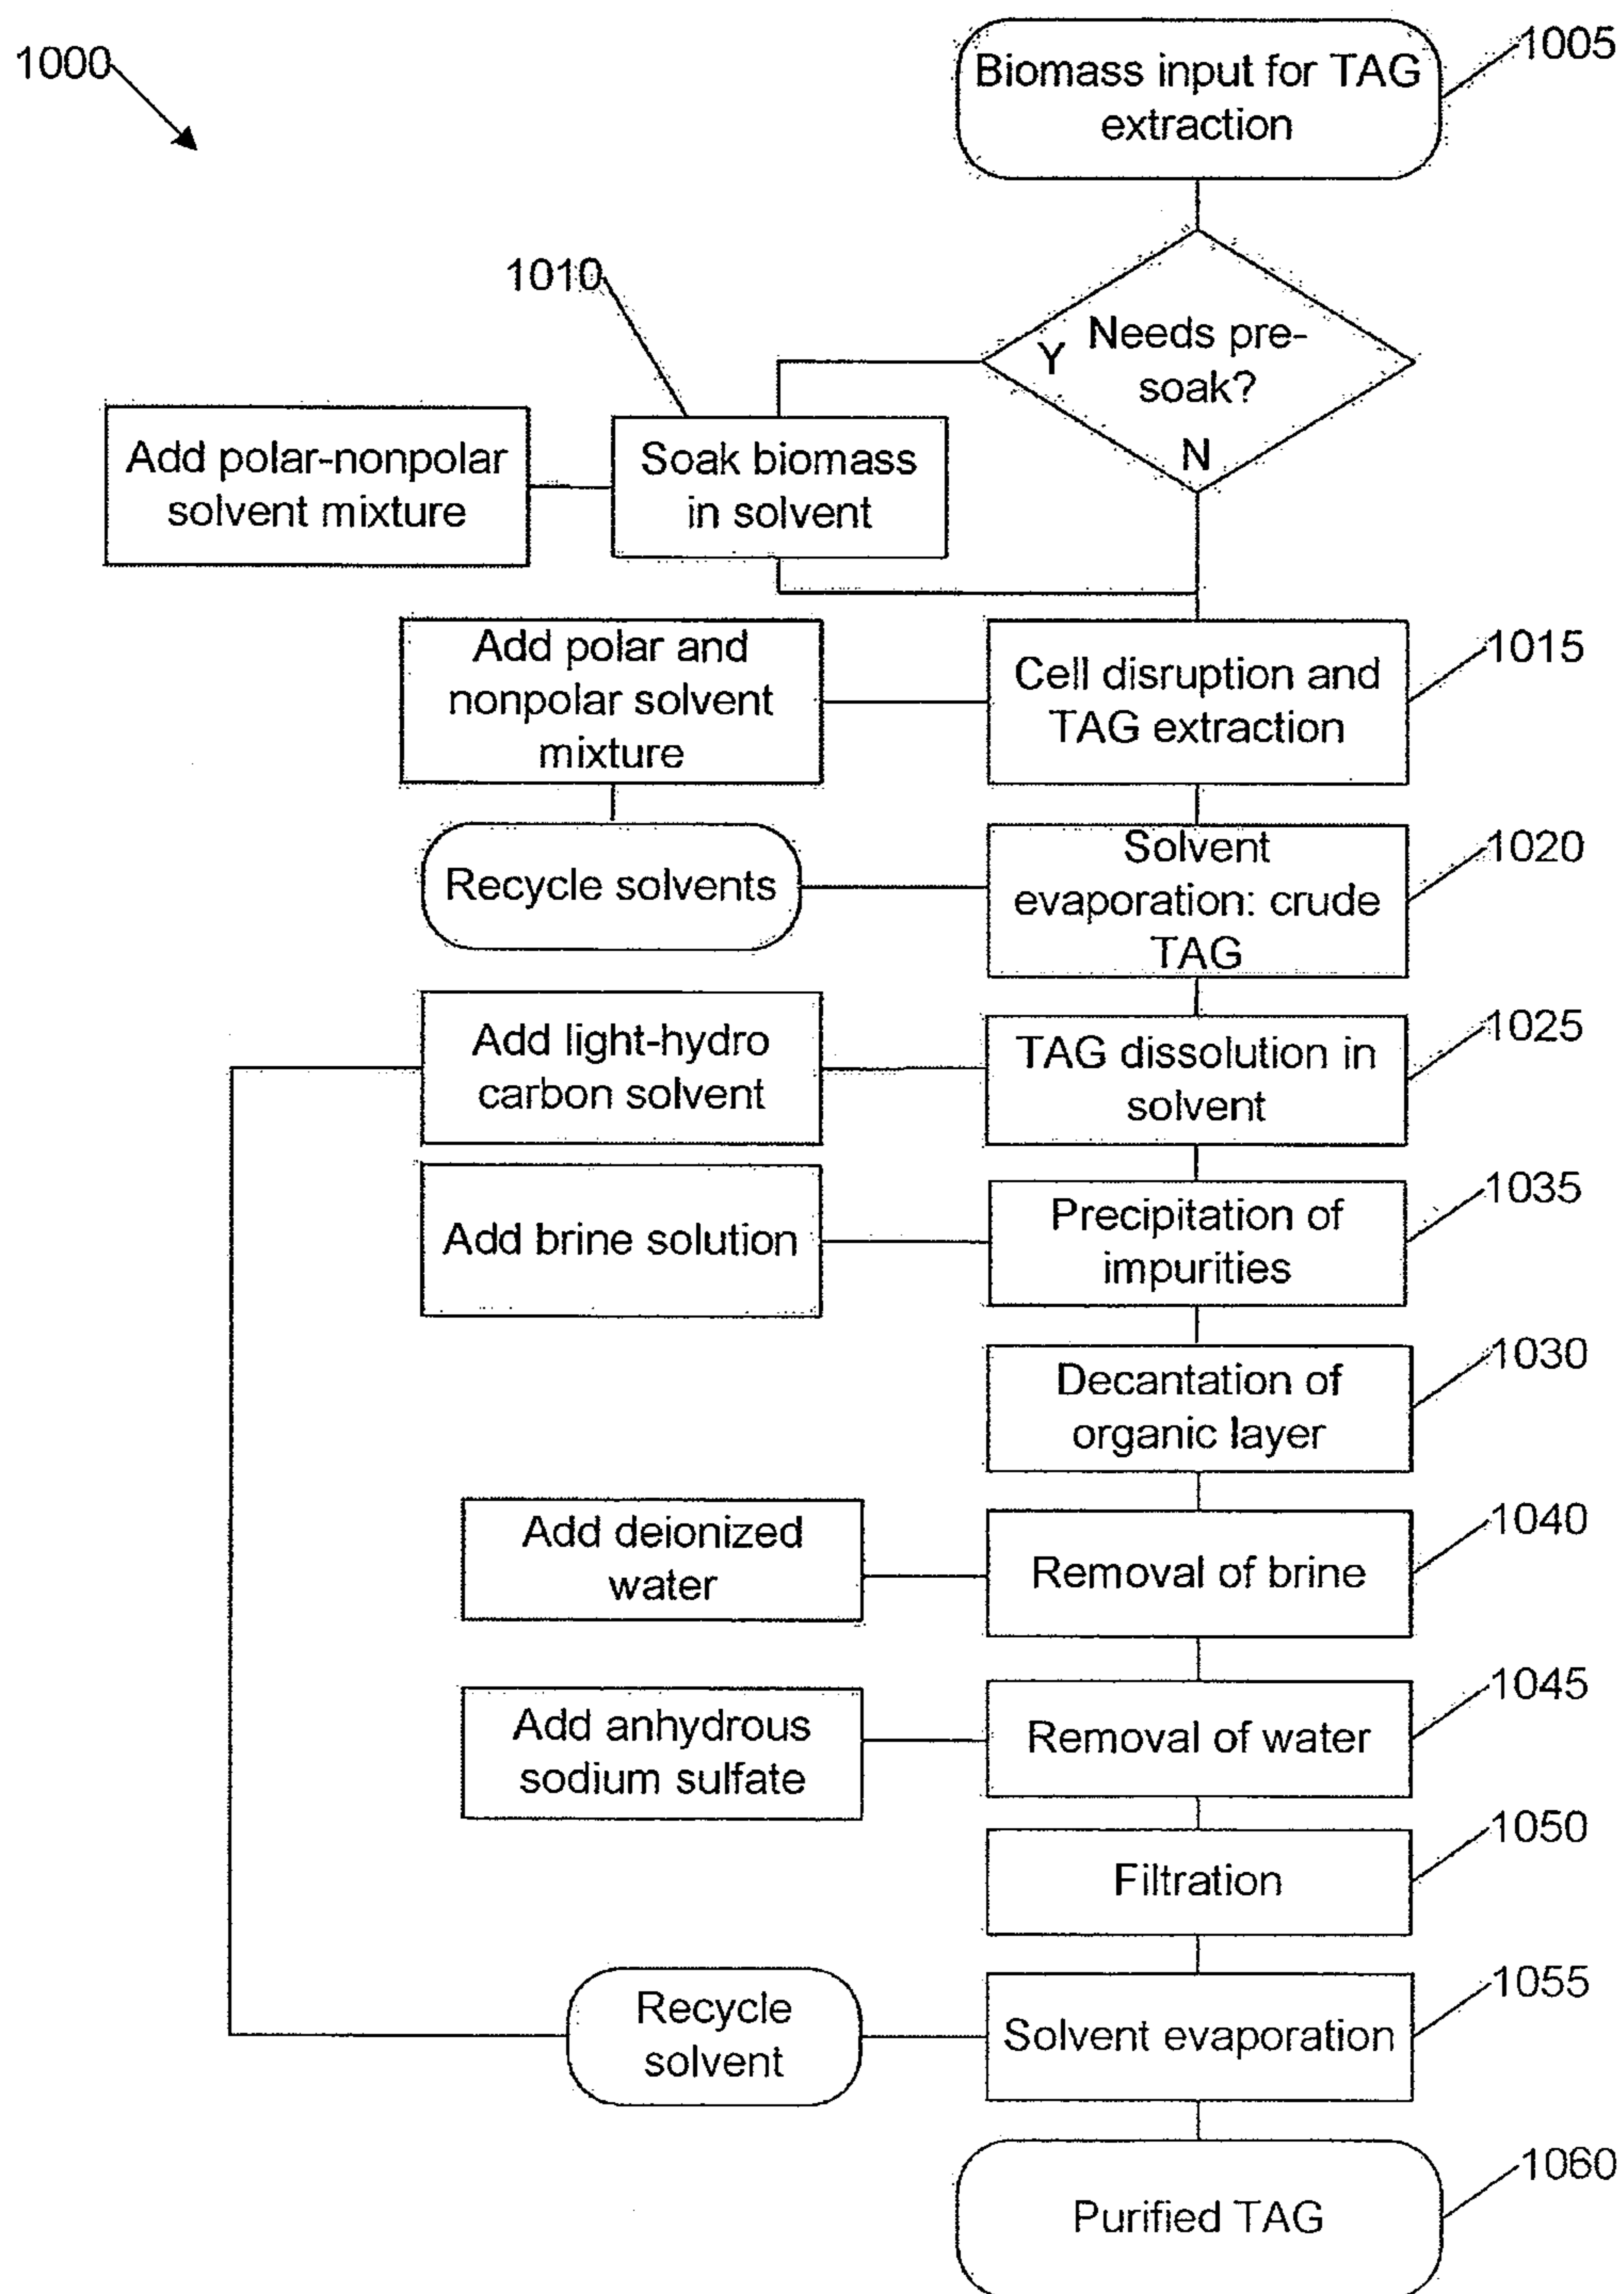 1000
Biomass input for TAG
extraction
1005
1010
Y
Needs pre-
soak?
N
Add polar-nonpolar
solvent mixture
Soak biomass
in solvent
Add polar and
nonpolar solvent
mixture
Cell disruption and
TAG extraction
1015
Recycle solvents
Solvent
evaporation: crude
TAG
1020
Add light-hydro
carbon solvent
TAG dissolution in
solvent
1025
Add brine solution
Precipitation of
impurities
1035
Decantation of
organic layer
1030
Add deionized
water
Removal of brine
1040
Add anhydrous
sodium sulfate
Removal of water
1045
Filtration
1050
Recycle
solvent
Solvent evaporation
1055
Purified TAG
1060